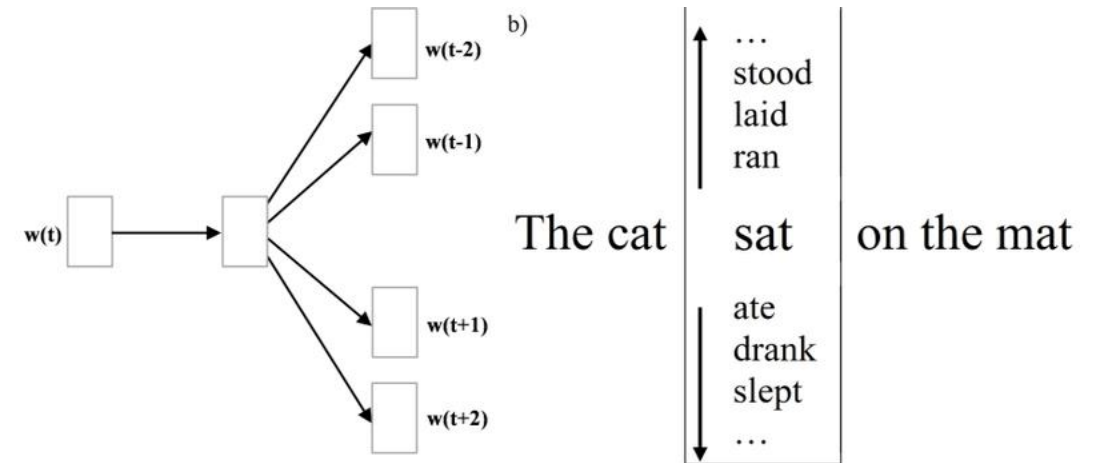 w(t)
w(t-2)
w(t-1)
w(t+1)
w(t+2)
b)
…
stood
laid
ran
The cat sat on the mat
ate
drank
slept
…